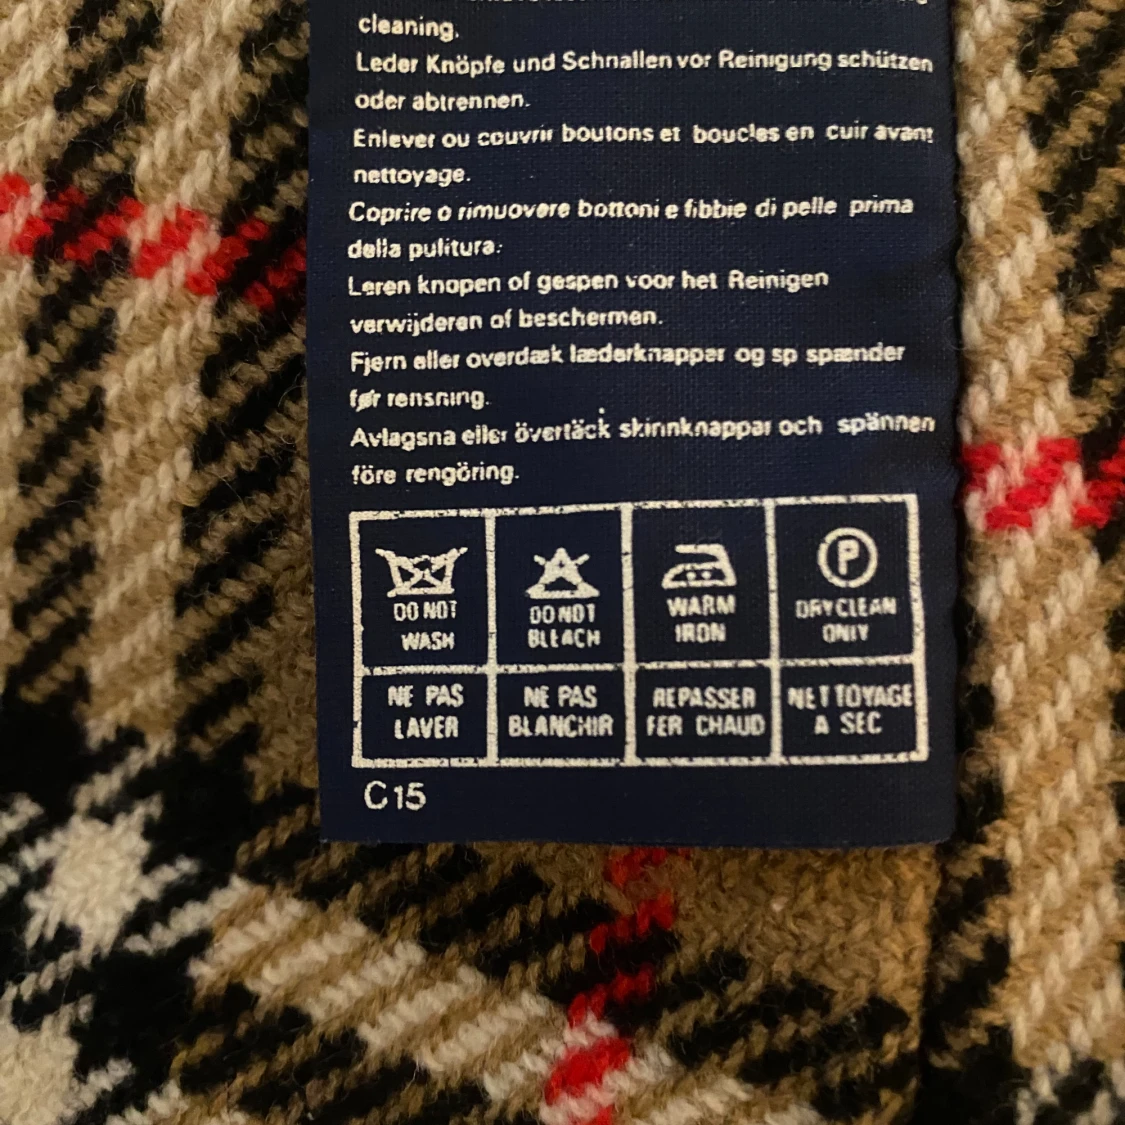 cleaning.
Leder Knöpfe und Schnallen vor Reinigung schützen
oder abtrennen.
Enlever ou couvrir boutons et boucles en cuir avant
nettoyage.
Coprire o rimuovere bottoni e fibbie di pelle prima
della pulitura.
Leren knopen of gespen voor het Reinigen
verwijderen of beschermen.
Fjern eller overdæk læderknapper og sp spænder
før rensning.
Avlagsna eller övertäck skinnknappar och spännen
före rengöring.
P
DO NOT
WASH
DO NOT
BLEACH
WARM
IRON
DRY CLEAN
ONLY
NE PAS
LAVER
NE PAS
BLANCHIR
REPASSER
FER CHAUD
NETTOYAGE
A SEC
C15